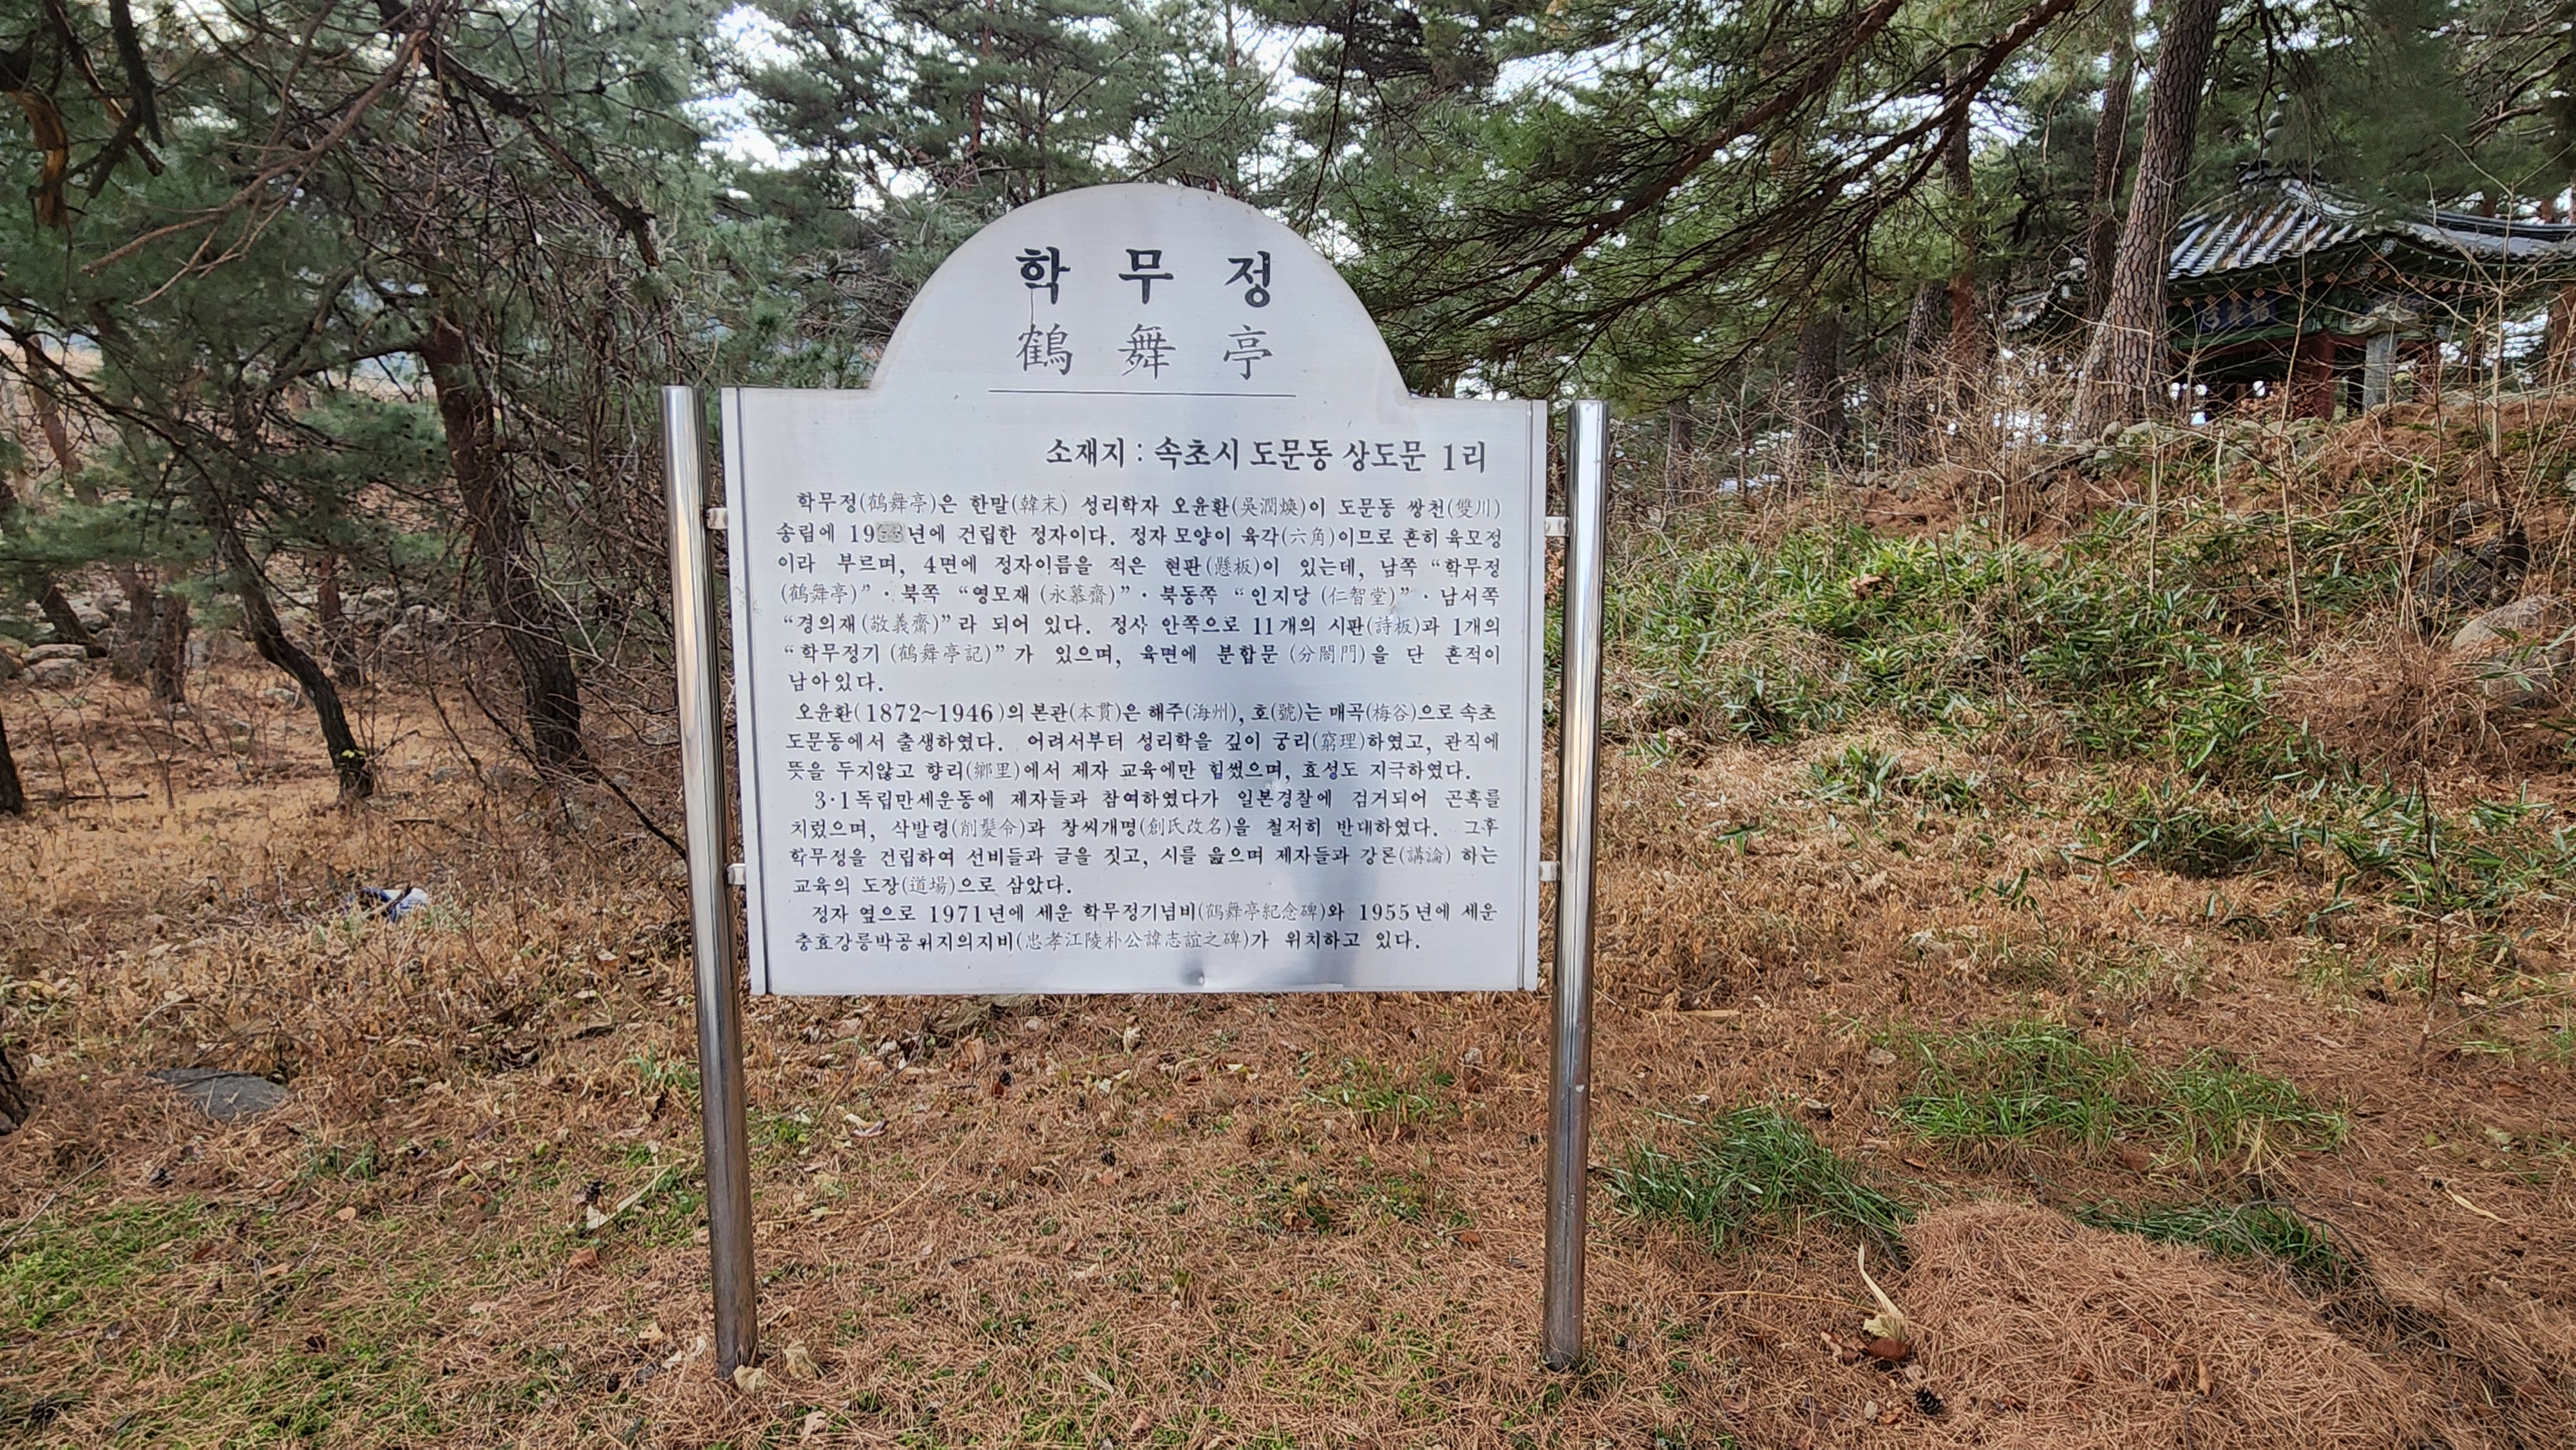 학 무 정
鶴 舞 亭
소재지 : 속초시 도문동 상도문 1리
학무정(鶴舞亭)은 한말(韓末) 성리학자 오윤환(吳潤煥)이 도문동 쌍천(雙川)
송림에 건립한 정자이다. 정자 모양이 육각(六角)이므로 흔히 육모정
이라 부르며, 4면에 정자이름을 적은 현판(懸板)이 있는데, 남쪽 “학무정
(鶴舞亭)”·북쪽 “영모재 (永慕齋)”·북동쪽 “인지당 (仁智堂)”·남서쪽
“경의재 (敬義齋)”라 되어 있다. 정사 안쪽으로 11개의 시판(詩板)과 1개의
“학무정기 (鶴舞亭記)”가 있으며, 육면에 분합문 (分閤門)을 단 흔적이
남아있다.
오윤환(1872~1946)의 본관(本貫)은 해주(海州), 호(號)는 매곡(梅谷)으로 속초
도문동에서 출생하였다. 어려서부터 성리학을 깊이 궁리(窮理)하였고, 관직에
뜻을 두지않고 향리(鄕里)에서 제자 교육에만 힘썼으며, 효성도 지극하였다.
3·1독립만세운동에 제자들과 참여하였다가 일본경찰에 검거되어 곤혹를
치렀으며, 삭발령(削髮令)과 창씨개명(創氏改名)을 철저히 반대하였다. 그후
학무정을 건립하여 선비들과 글을 짓고, 시를 읊으며 제자들과 강론(講論) 하는
교육의 도장(道場)으로 삼았다.
정자 옆으로 1971년에 세운 학무정기념비(鶴舞亭紀念碑)와 1955년에 세운
충효강릉박공휘지의지비(忠孝江陵朴公諱志誼之碑)가 위치하고 있다.